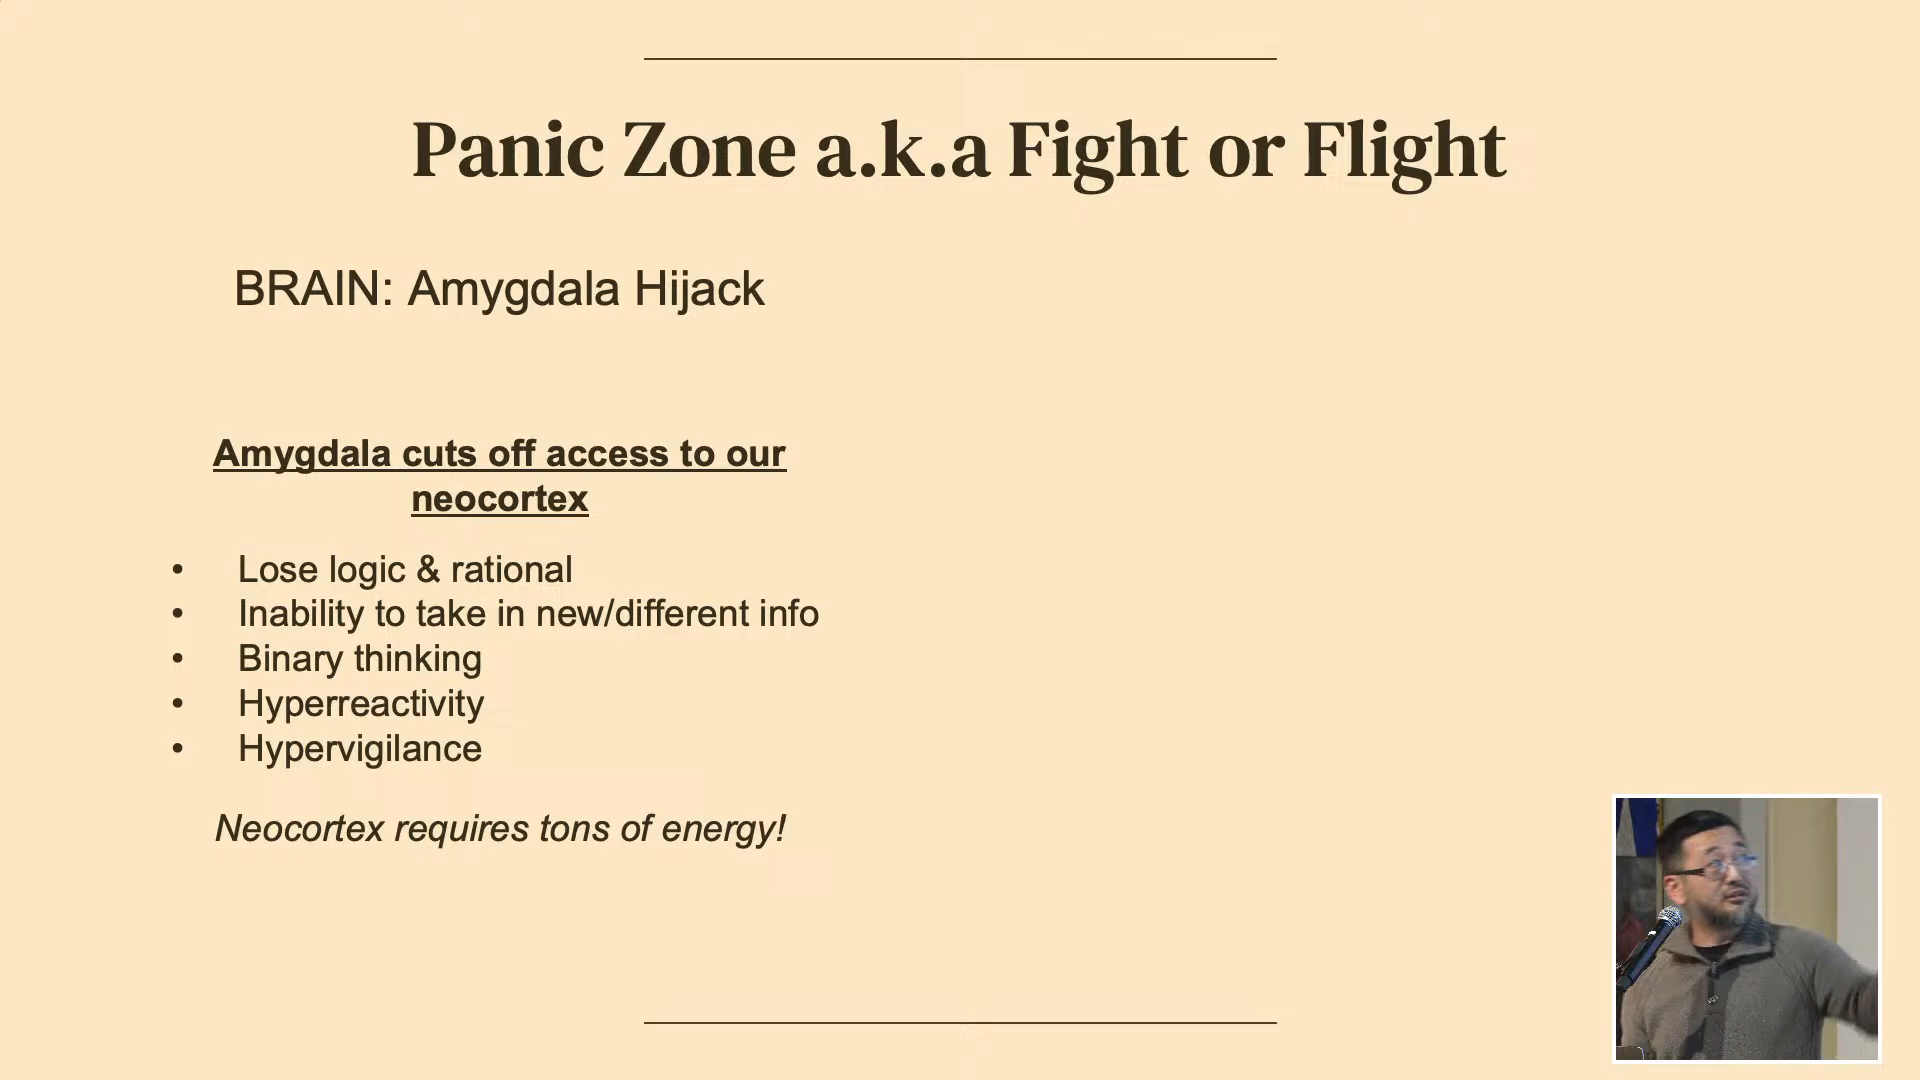 Panic Zone a.k.a Fight or Flight
BRAIN: Amygdala Hijack
Amygdala cuts off access to our
neocortex
• Lose logic & rational
• Inability to take in new/different info
• Binary thinking
• Hyperreactivity
• Hypervigilance
Neocortex requires tons of energy!